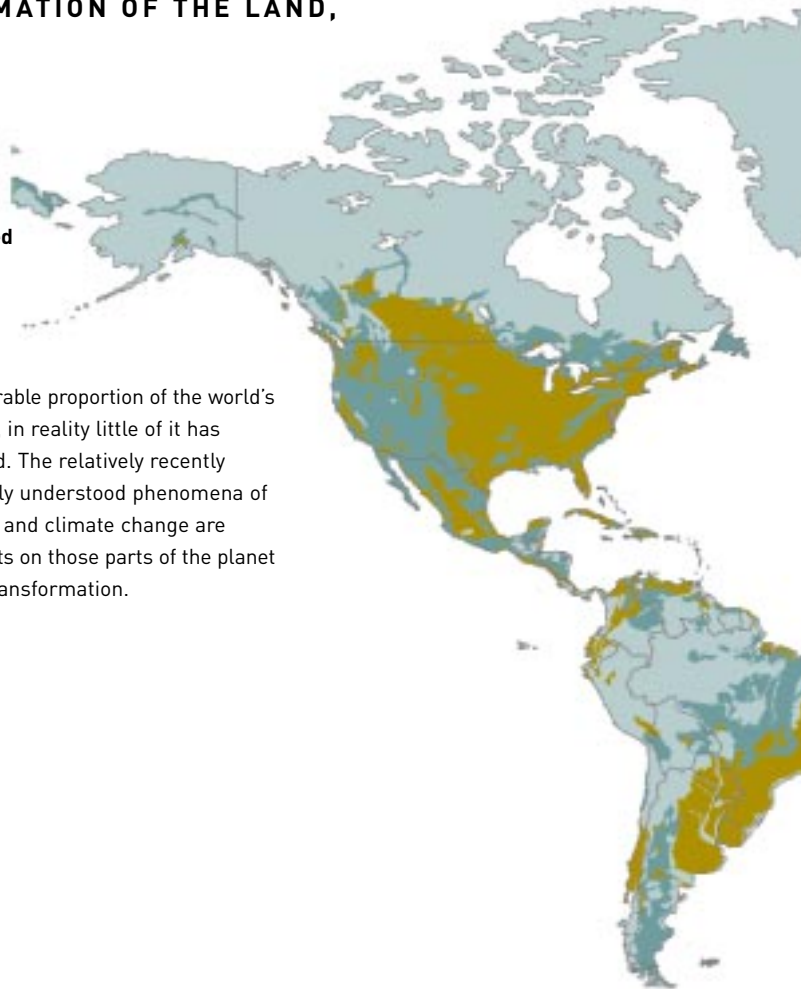 MATION OF THE LAND,
d
rable proportion of the world's
in reality little of it has
d. The relatively recently
ly understood phenomena of
and climate change are
ts on those parts of the planet
ansformation.